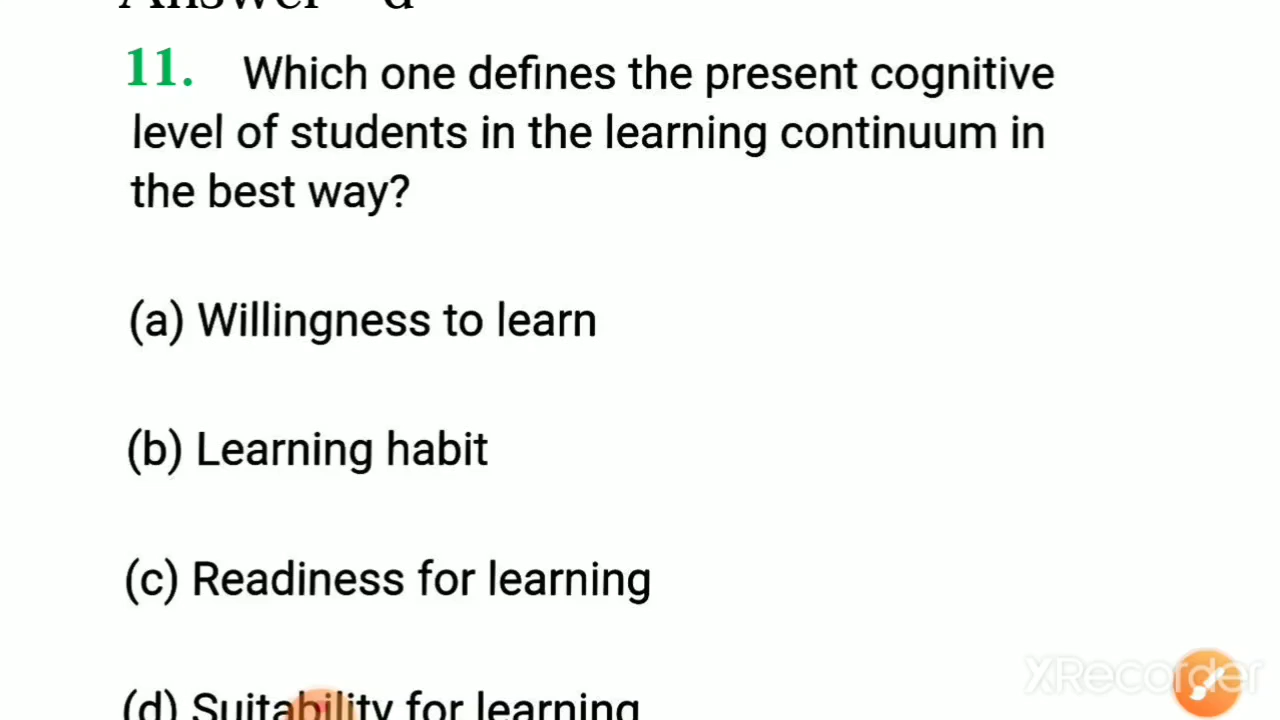 Answer d
11. Which one defines the present cognitive
level of students in the learning continuum in
the best way?
(a) Willingness to learn
(b) Learning habit
(c) Readiness for learning
(d) Suitability for learning
XRecorder